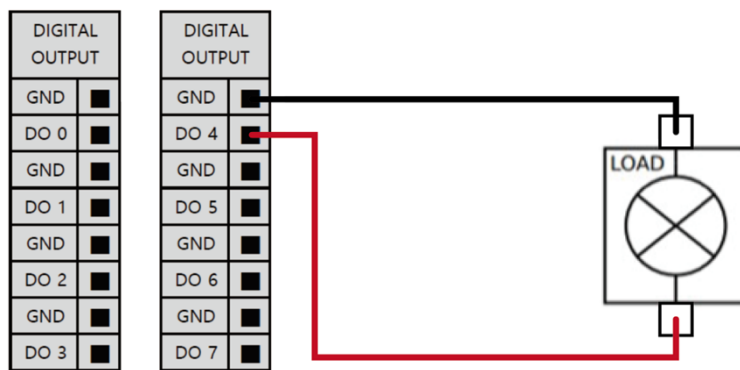 DIGITAL
OUTPUT
GND
DO 0
GND
DO 1
GND
DO 2
GND
DO 3
DIGITAL
OUTPUT
GND
DO 4
GND
DO 5
GND
DO 6
GND
DO 7
LOAD